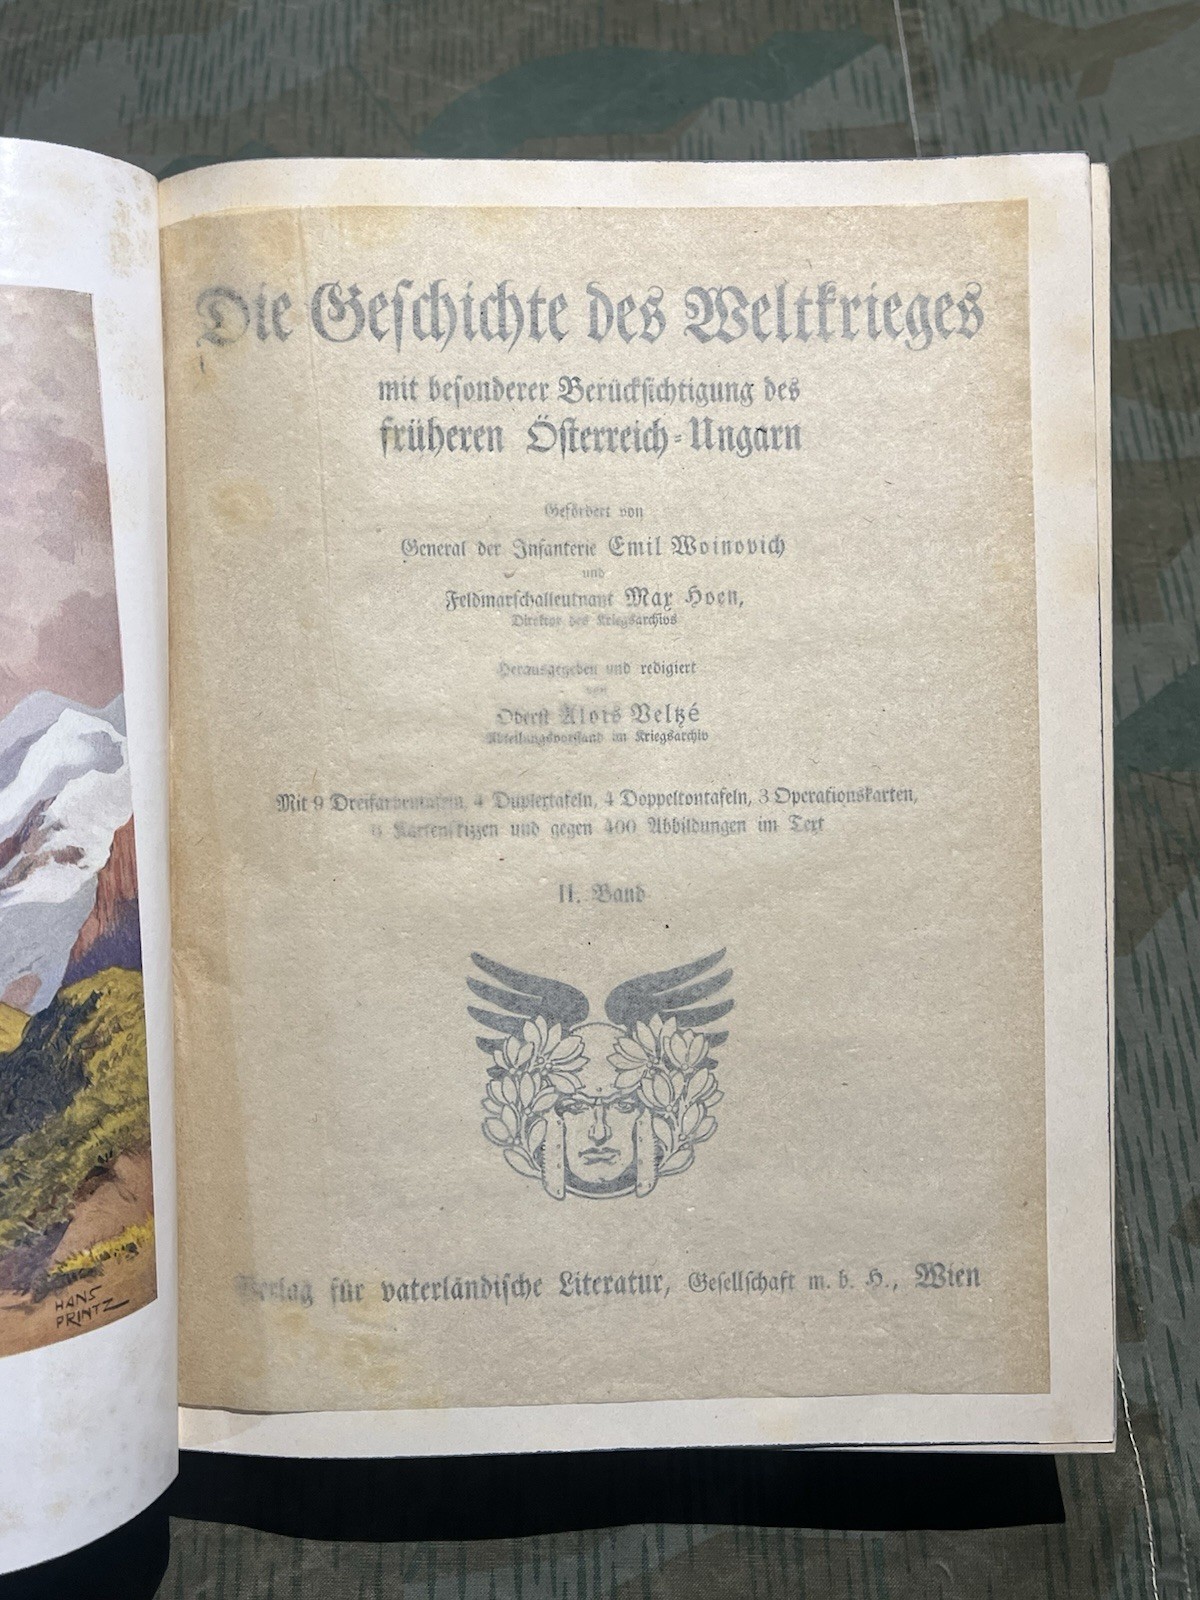 HANS
PRINTZ
Die Geschichte des Weltkrieges
mit besonderer Berücksichtigung des
früheren Österreich-Ungarn
Gefördert von
General der Infanterie Emil Woinovich
und
Feldmarschalleutnant Max Hoen,
Direktor des Kriegsarchivs
Herausgegeben und redigiert
von
Oberst Alois Veltzé
Abteilungsvorstand im Kriegsarchiv
Mit 9 Dreifarbentafeln, 4 Duplextafeln, 4 Doppeltontafeln, 3 Operationskarten,
Kartenskizzen und gegen 400 Abbildungen im Text
II. Band
Verlag für vaterländische Literatur, Gesellschaft m. b. H., Wien